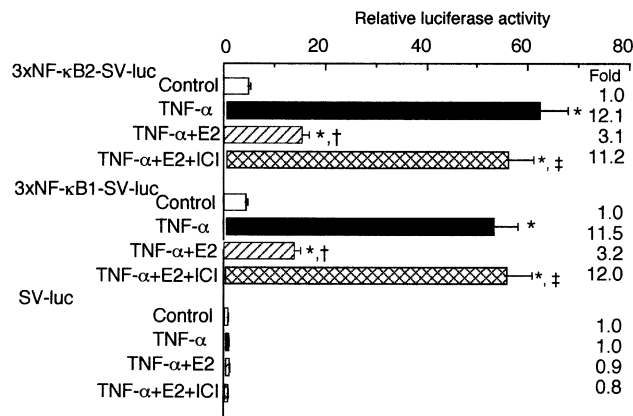 Relative luciferase activity
0 20 40 60 80
3xNF-κB2-SV-luc Fold
Control 1.0
TNF-α * 12.1
TNF-α+E2 *,† 3.1
TNF-α+E2+ICI *, ‡ 11.2
3xNF-κB1-SV-luc
Control 1.0
TNF-α * 11.5
TNF-α+E2 *,† 3.2
TNF-α+E2+ICI *, ‡ 12.0
SV-luc
Control 1.0
TNF-α 1.0
TNF-α+E2 0.9
TNF-α+E2+ICI 0.8